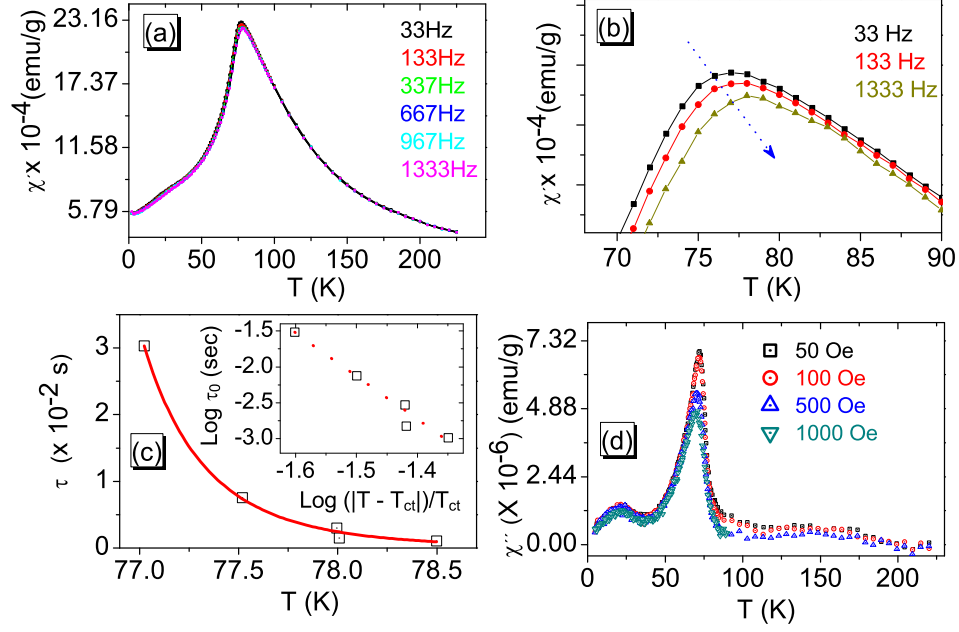 (a)
33Hz
133Hz
337Hz
667Hz
967Hz
1333Hz
23.16
17.37
11.58
5.79
χ´x 10⁻⁴(emu/g)
0 50 100 150 200
T (K)
(b)
33 Hz
133 Hz
1333 Hz
χ´x 10⁻⁴(emu/g)
70 75 80 85 90
T (K)
(c)
3
2
1
0
τ (x 10⁻² s)
77.0 77.5 78.0 78.5
T (K)
-1.5
-2.0
-2.5
-3.0
Log τ₀ (sec)
-1.6 -1.5 -1.4
Log (|T - T_ct|)/T_ct
(d)
50 Oe
100 Oe
500 Oe
1000 Oe
7.32
4.88
2.44
0.00
χ´´ (X 10⁻⁶) (emu/g)
0 50 100 150 200
T (K)